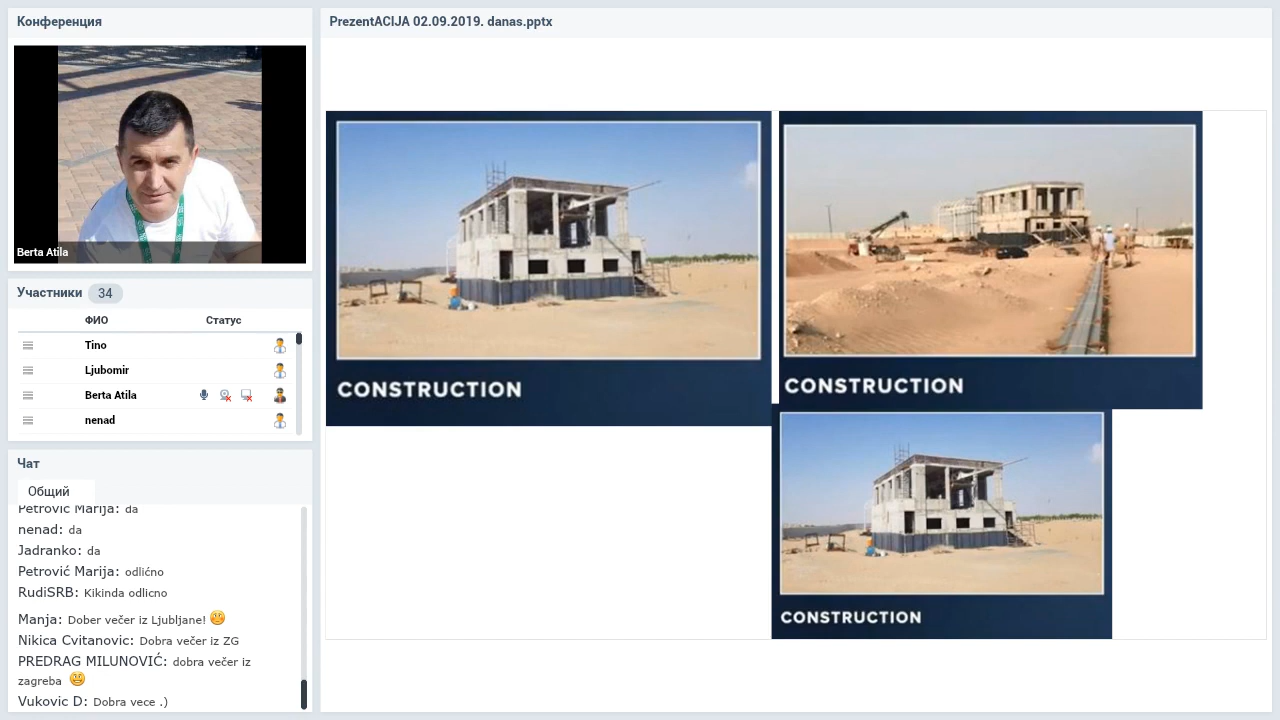 Конференция
Berta Atila
Участники 34
ФИО Статус
Tino
Ljubomir
Berta Atila
nenad
Чат
Общий
Petrović Marija: da
nenad: da
Jadranko: da
Petrović Marija: odlićno
RudiSRB: Kikinda odlicno
Manja: Dober večer iz Ljubljane!
Nikica Cvitanovic: Dobra večer iz ZG
PREDRAG MILUNOVIĆ: dobra večer iz
zagreba
Vukovic D: Dobra vece .)
PrezentACIJA 02.09.2019. danas.pptx
CONSTRUCTION
CONSTRUCTION
CONSTRUCTION